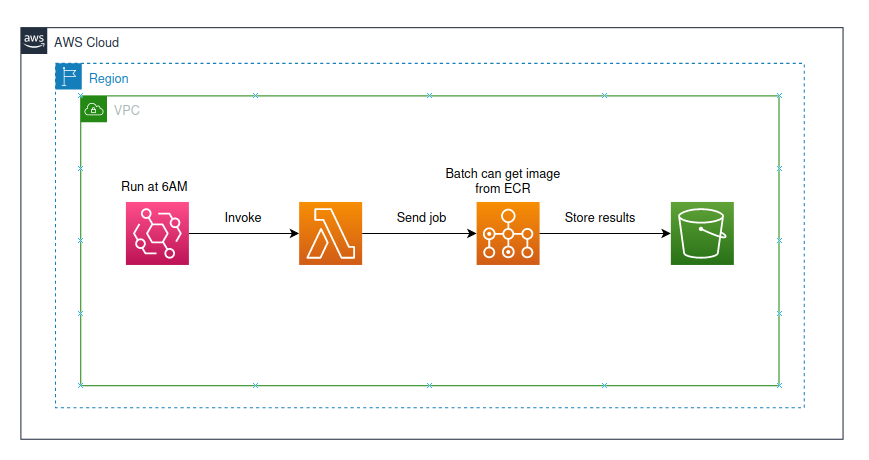 aws
AWS Cloud
Region
VPC
Run at 6AM
Batch can get image
from ECR
Invoke
Send job
Store results